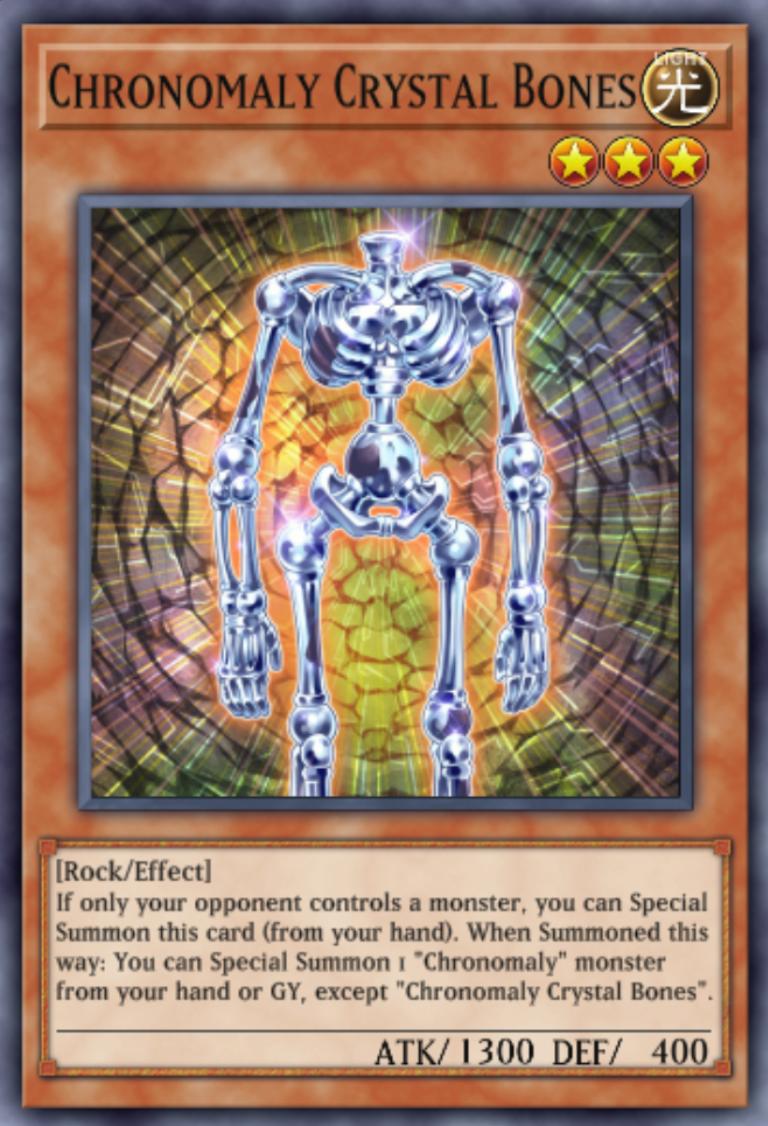 CHRONOMALY CRYSTAL BONES
LIGHT
光
[Rock/Effect]
If only your opponent controls a monster, you can Special
Summon this card (from your hand). When Summoned this
way: You can Special Summon 1 "Chronomaly" monster
from your hand or GY, except "Chronomaly Crystal Bones".
ATK/ 1300 DEF/ 400